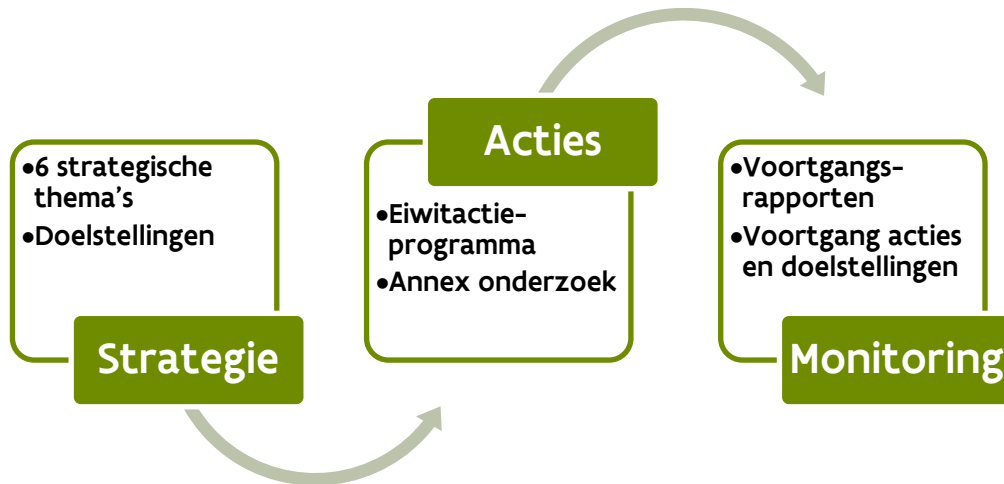 •6 strategische
thema's
•Doelstellingen
Strategie
Acties
•Eiwitactie-
programma
•Annex onderzoek
•Voortgangs-
rapporten
•Voortgang acties
en doelstellingen
Monitoring